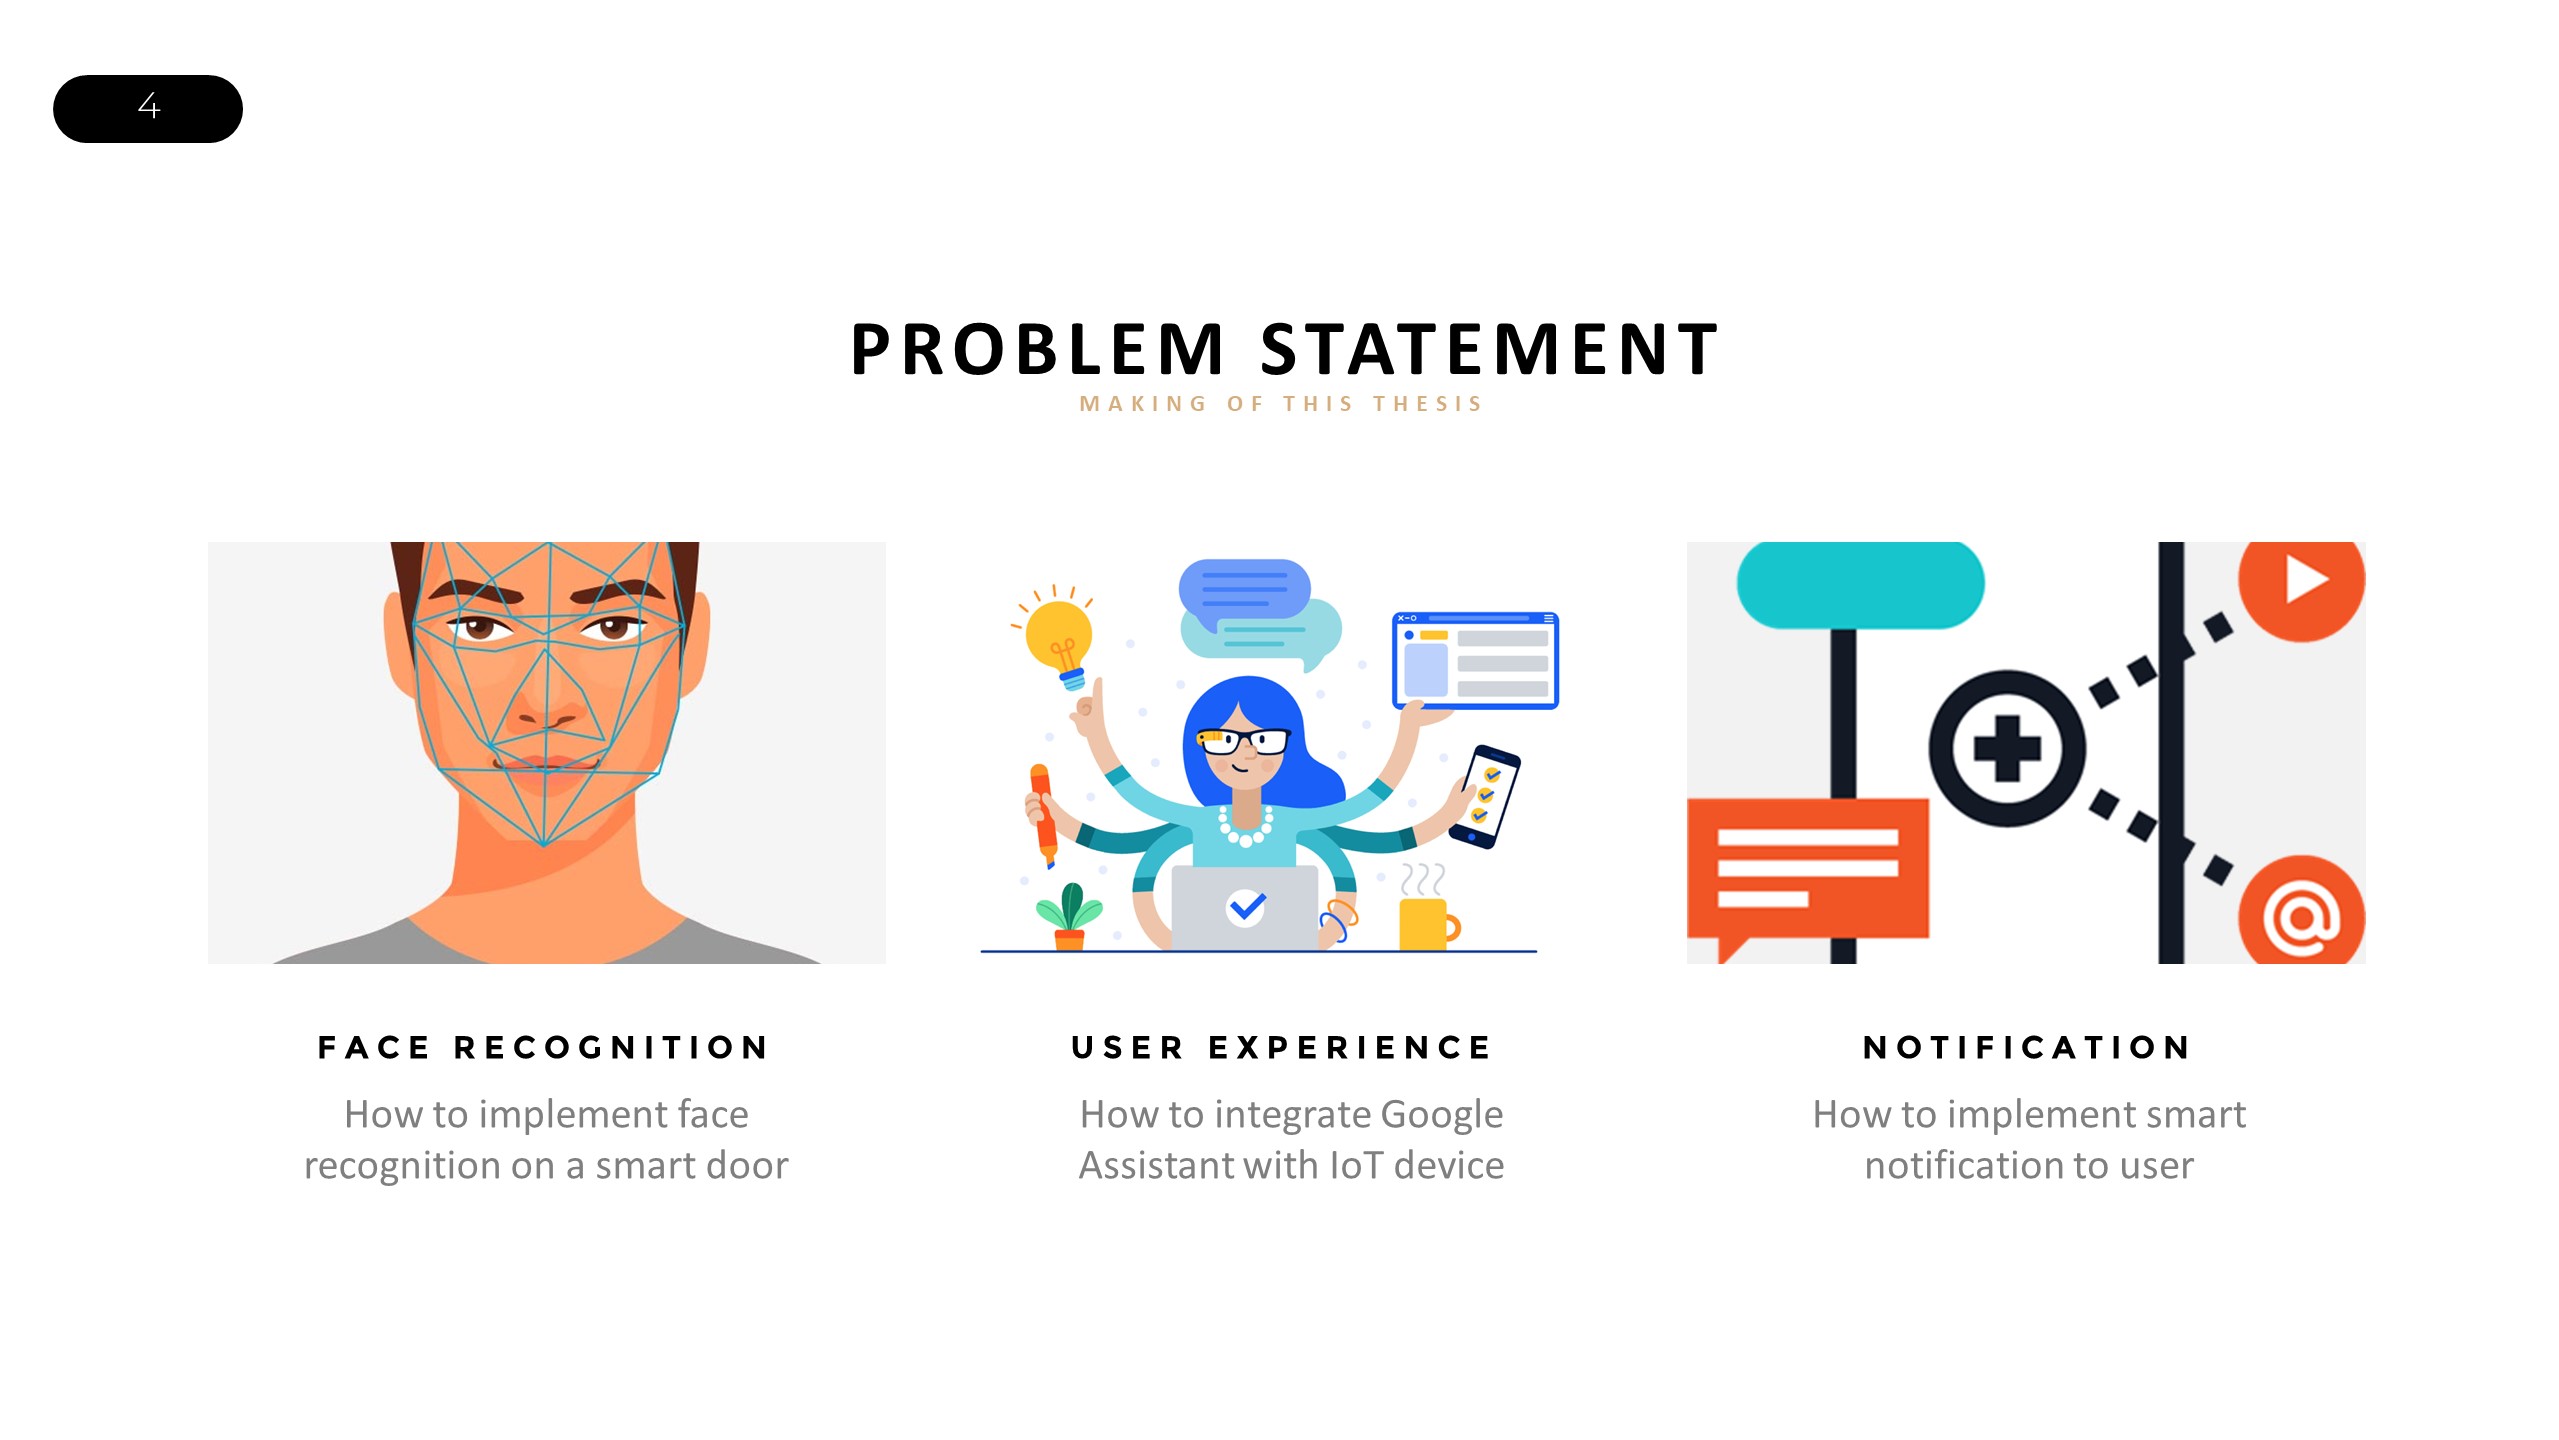 4
PROBLEM STATEMENT
MAKING OF THIS THESIS
FACE RECOGNITION
How to implement face
recognition on a smart door
USER EXPERIENCE
How to integrate Google
Assistant with IoT device
NOTIFICATION
How to implement smart
notification to user